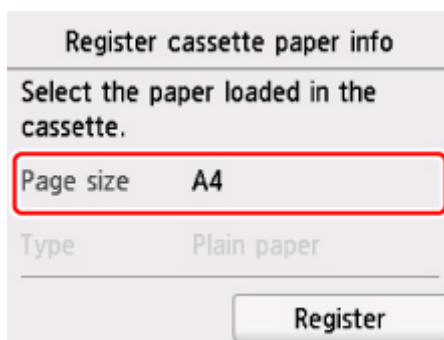 Register cassette paper info
Select the paper loaded in the
cassette.
Page size A4
Type Plain paper
Register